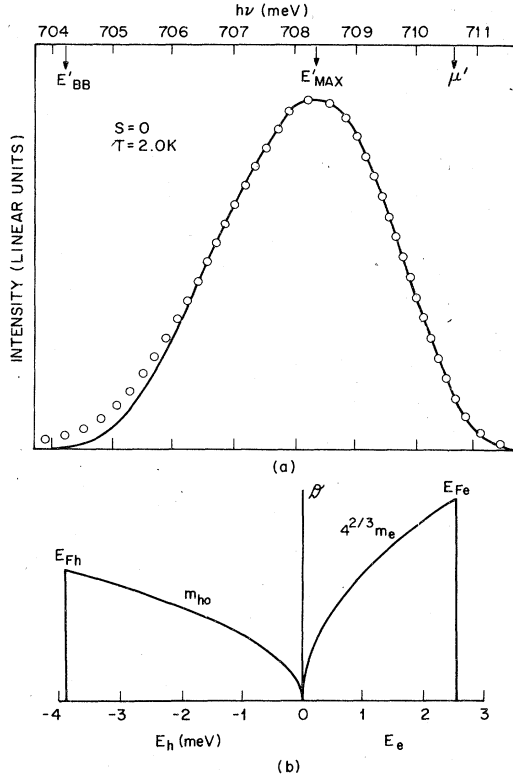 hν (meV)
704 705 706 707 708 709 710 711
E'BB E'MAX μ'
S=0
T=2.0K
INTENSITY (LINEAR UNITS)
(a)
EFh
mho
4^{2/3}me
EFe
-4 -3 -2 -1 0 1 2 3
Eh (meV) Ee
(b)